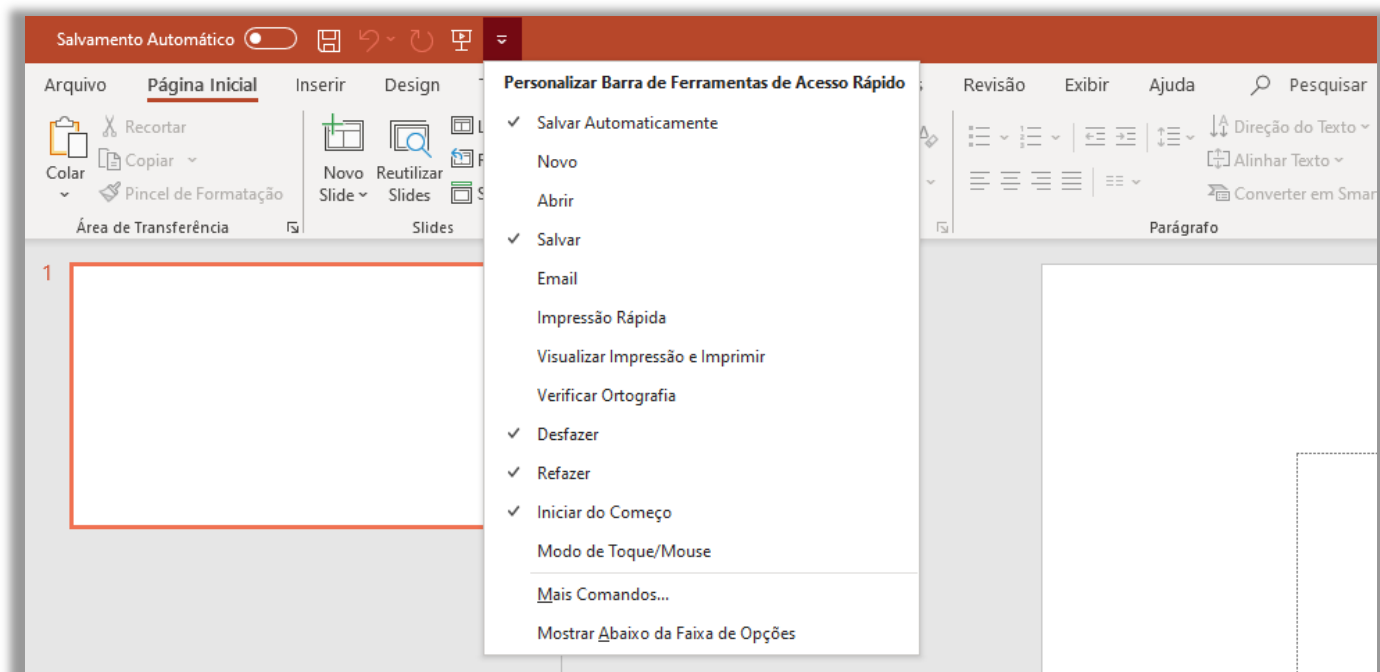 Salvamento Automático
Arquivo Página Inicial Inserir Design Revisão Exibir Ajuda Pesquisar
Personalizar Barra de Ferramentas de Acesso Rápido
Salvar Automaticamente
Novo
Abrir
Salvar
Email
Impressão Rápida
Visualizar Impressão e Imprimir
Verificar Ortografia
Desfazer
Refazer
Iniciar do Começo
Modo de Toque/Mouse
Mais Comandos...
Mostrar Abaixo da Faixa de Opções
Colar
Recortar
Copiar
Pincel de Formatação
Área de Transferência
Novo
Slide
Reutilizar
Slides
Slides
Direção do Texto
Alinhar Texto
Converter em Smar
Parágrafo
1